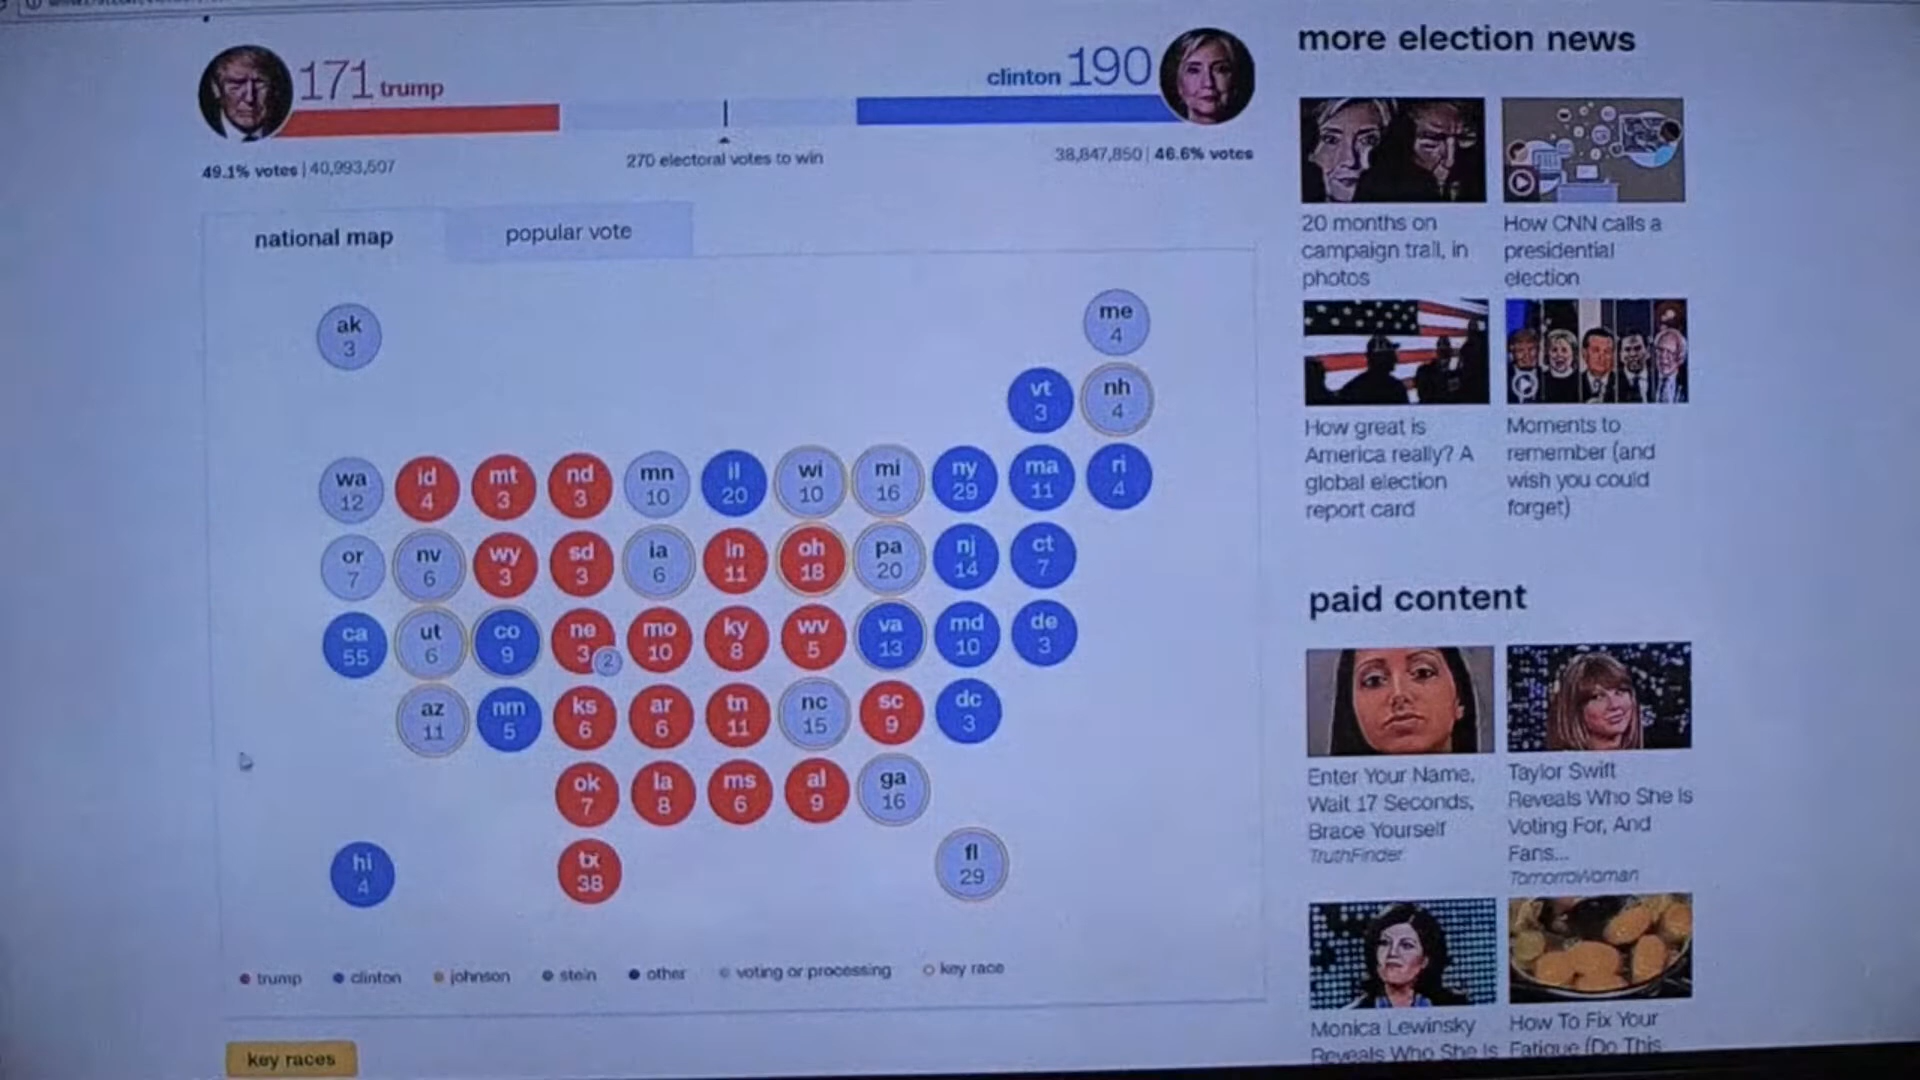 171 trump
clinton 190
49.1% votes | 40,993,507
270 electoral votes to win
38,847,850 | 46.6% votes
national map
popular vote
ak
3
me
4
vt
3
nh
4
wa
12
id
4
mt
3
nd
3
mn
10
il
20
wi
10
mi
16
ny
29
ma
11
ri
4
or
7
nv
6
wy
3
sd
3
ia
6
in
11
oh
18
pa
20
nj
14
ct
7
ca
55
ut
6
co
9
ne
3
2
mo
10
ky
8
wv
5
va
13
md
10
de
3
az
11
nm
5
ks
6
ar
6
tn
11
nc
15
sc
9
dc
3
ok
7
la
8
ms
6
al
9
ga
16
hi
4
tx
38
fl
29
trump
clinton
johnson
stein
other
voting or processing
key race
key races
more election news
20 months on
campaign trail, in
photos
How CNN calls a
presidential
election
How great is
America really? A
global election
report card
Moments to
remember (and
wish you could
forget)
paid content
Enter Your Name,
Wait 17 Seconds,
Brace Yourself
TruthFinder
Taylor Swift
Reveals Who She Is
Voting For, And
Fans...
TomorroWoman
Monica Lewinsky
Reveals Who She Is
How To Fix Your
Fatigue (Do This